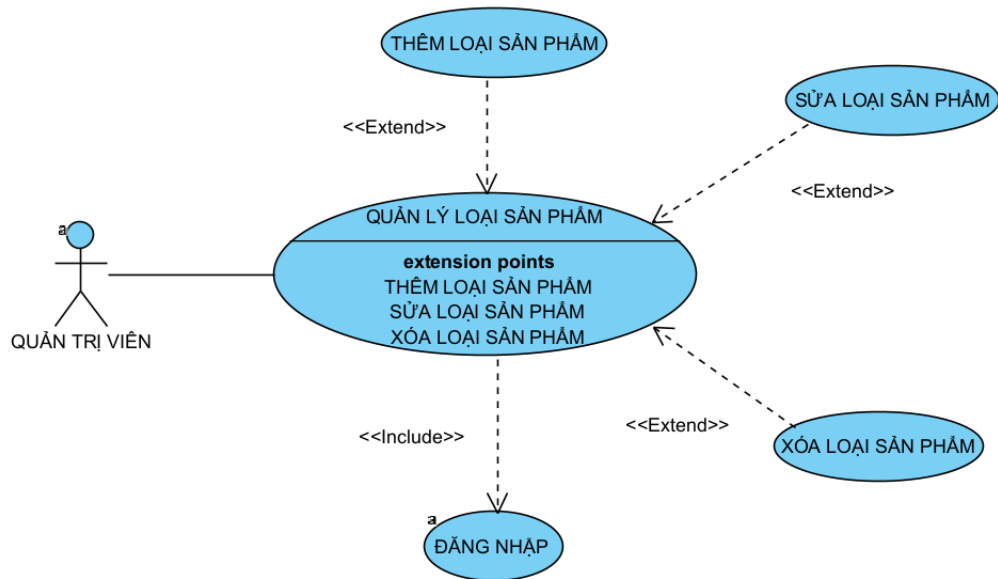 THÊM LOẠI SẢN PHẨM
<<Extend>>
SỬA LOẠI SẢN PHẨM
<<Extend>>
QUẢN LÝ LOẠI SẢN PHẨM
extension points
THÊM LOẠI SẢN PHẨM
SỬA LOẠI SẢN PHẨM
XÓA LOẠI SẢN PHẨM
a
QUẢN TRỊ VIÊN
<<Include>>
<<Extend>>
XÓA LOẠI SẢN PHẨM
a
ĐĂNG NHẬP